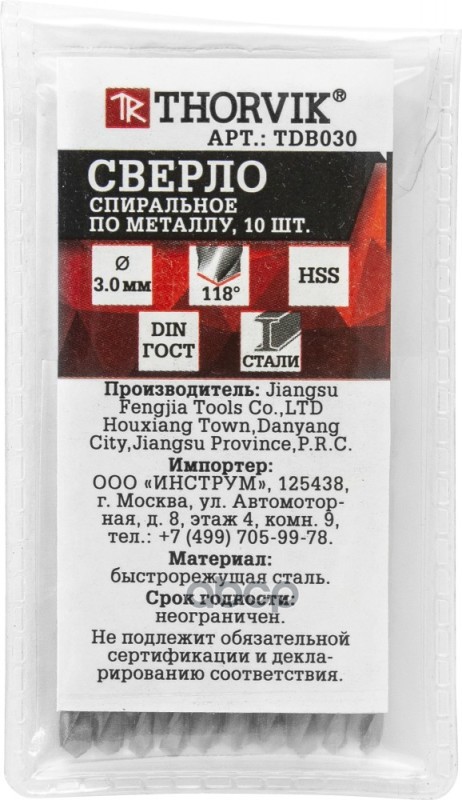 TR THORVIK®
АРТ.: TDB030
СВЕРЛО
СПИРАЛЬНОЕ
ПО МЕТАЛЛУ, 10 ШТ.
Ø
3.0 мм
118°
HSS
DIN
ГОСТ
СТАЛИ
Производитель: Jiangsu
Fengjia Tools Co.,LTD
Houxiang Town,Danyang
City,Jiangsu Province,P.R.C.
Импортер:
ООО «ИНСТРУМ», 125438,
г. Москва, ул. Автомотор-
ная, д. 8, этаж 4, комн. 9,
тел.: +7 (499) 705-99-78.
Материал:
быстрорежущая сталь.
Срок годности:
abcp
неограничен.
Не подлежит обязательной
сертификации и декла-
рированию соответствия.